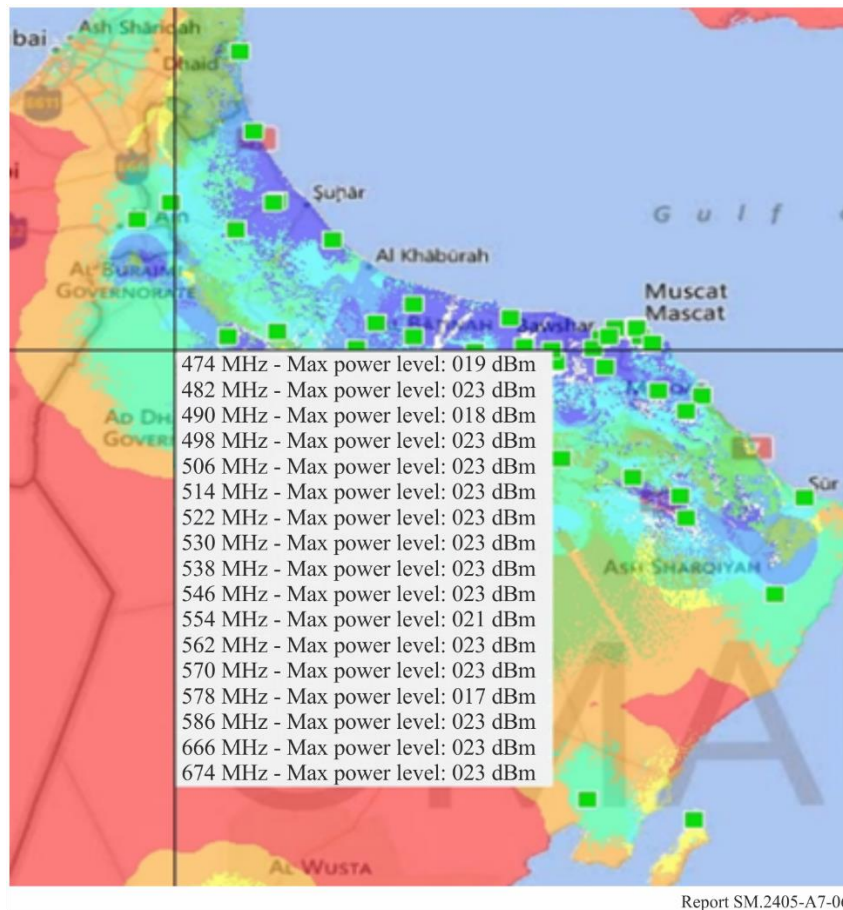 bai
Ash Shāriqah
Dhaid
Şuḩār
Gulf
Al Khābūrah
Muscat
Mascat
Bawshar
AL BURAIMI
GOVERNORATE
474 MHz - Max power level: 019 dBm
482 MHz - Max power level: 023 dBm
490 MHz - Max power level: 018 dBm
498 MHz - Max power level: 023 dBm
506 MHz - Max power level: 023 dBm
514 MHz - Max power level: 023 dBm
522 MHz - Max power level: 023 dBm
530 MHz - Max power level: 023 dBm
538 MHz - Max power level: 023 dBm
546 MHz - Max power level: 023 dBm
554 MHz - Max power level: 021 dBm
562 MHz - Max power level: 023 dBm
570 MHz - Max power level: 023 dBm
578 MHz - Max power level: 017 dBm
586 MHz - Max power level: 023 dBm
666 MHz - Max power level: 023 dBm
674 MHz - Max power level: 023 dBm
AD DH
GOVER
17
Şūr
ASH SHARQIYAH
MA
AL WUSTA
Report SM.2405-A7-06